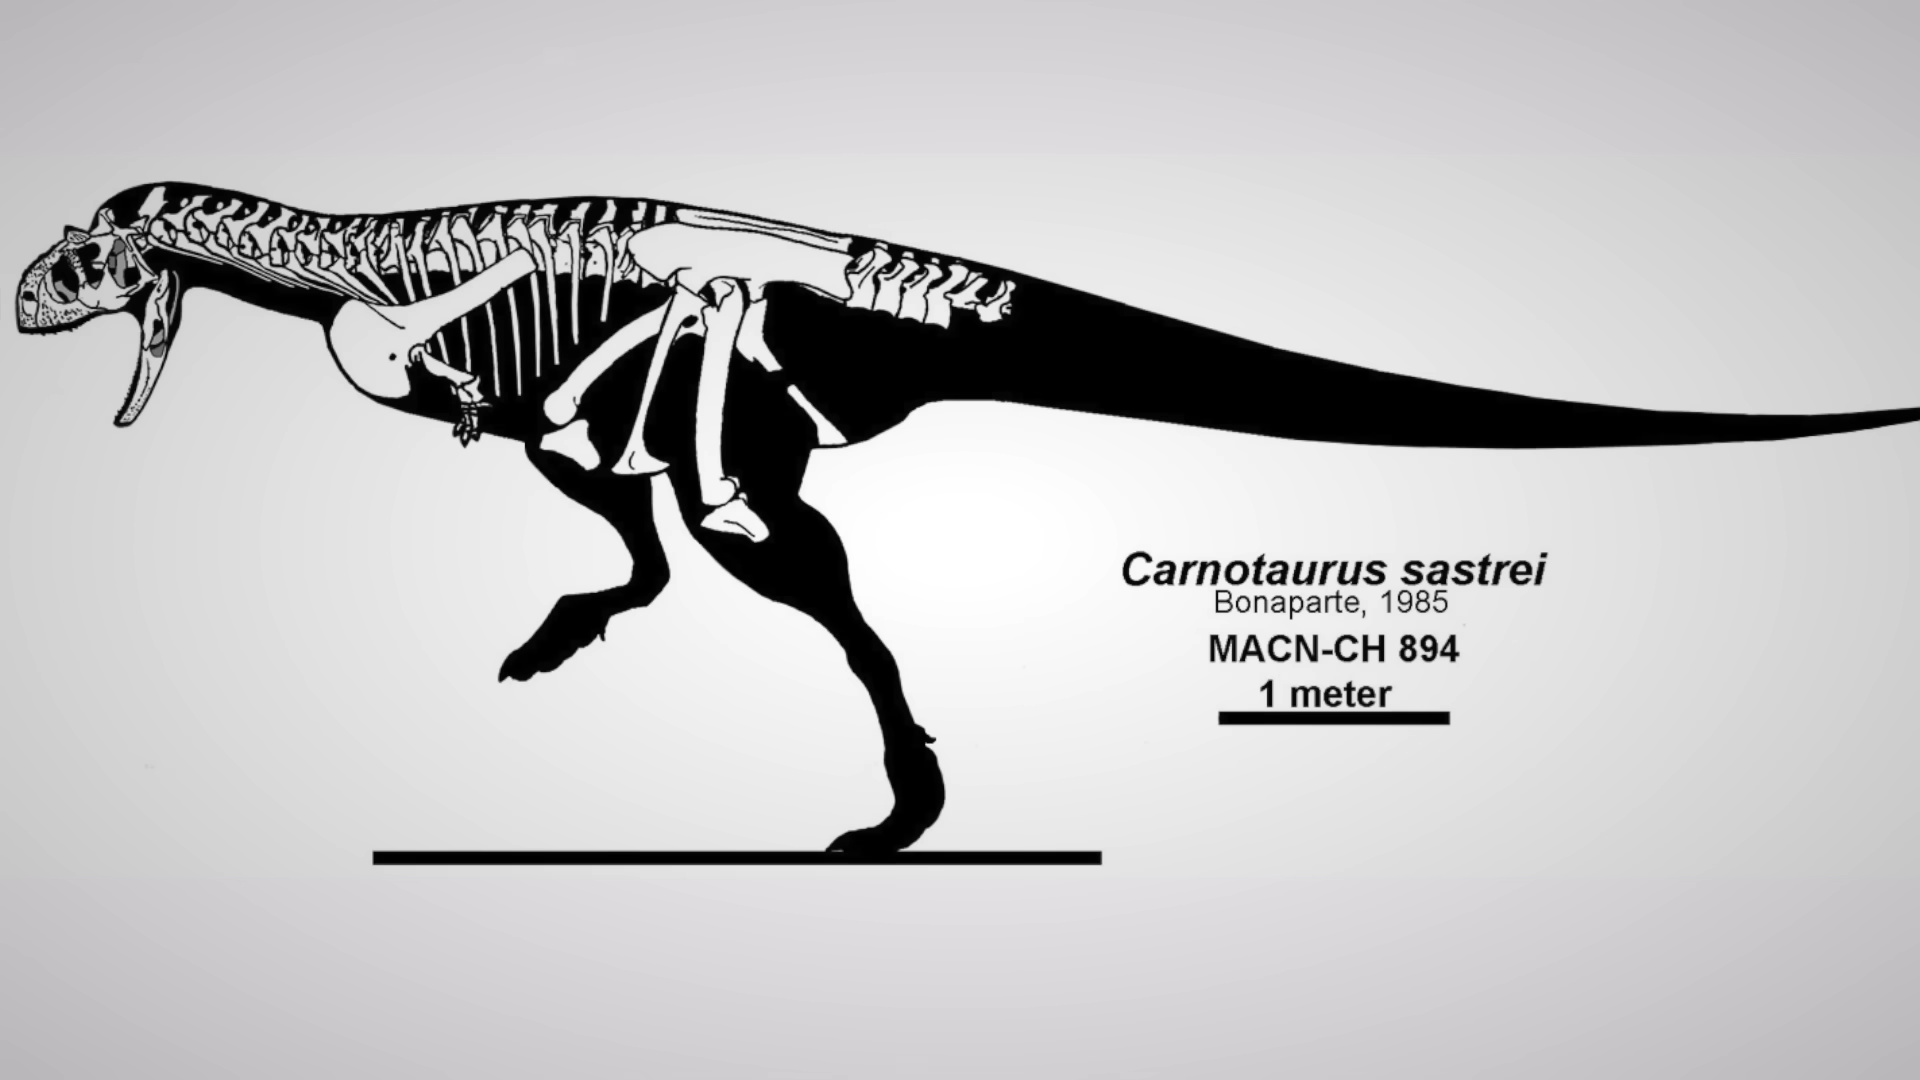 Carnotaurus sastrei
Bonaparte, 1985
MACN-CH 894
1 meter